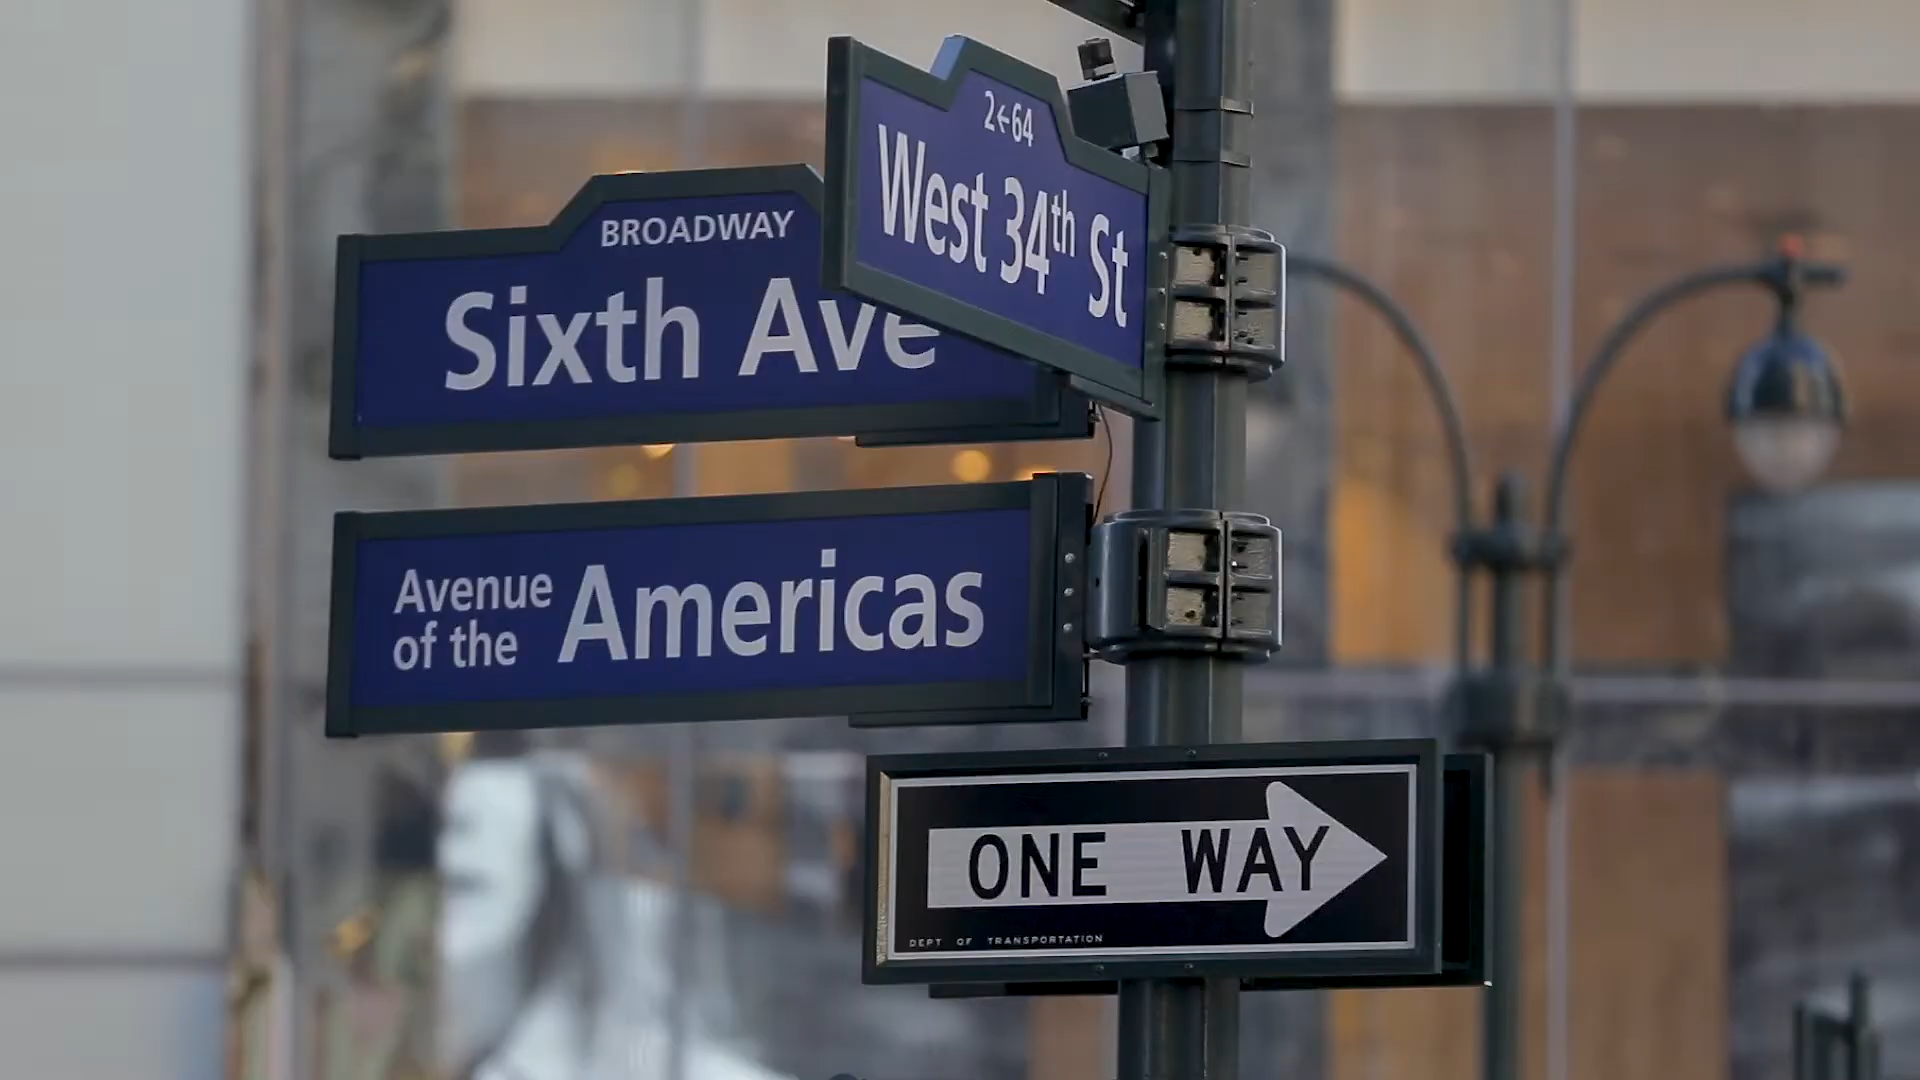 2←64
West 34th St
BROADWAY
Sixth Ave
Avenue
of the
Americas
ONE WAY
DEPT OF TRANSPORTATION